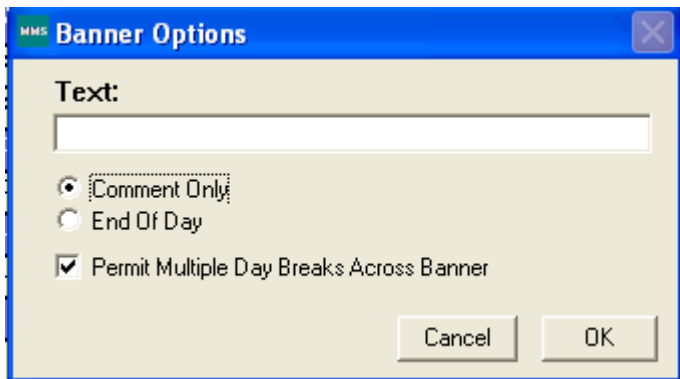 MMS Banner Options
Text:
Comment Only
End Of Day
Permit Multiple Day Breaks Across Banner
Cancel OK